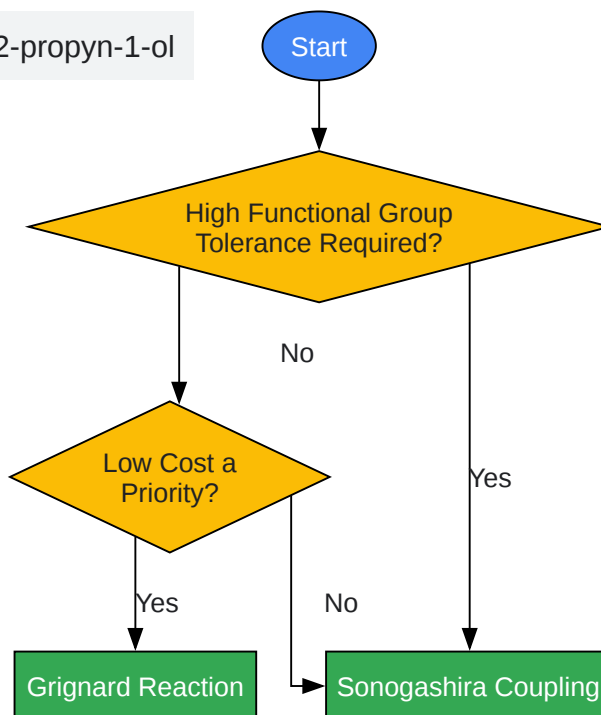 2-propyn-1-ol
Start
High Functional Group
Tolerance Required?
No
Low Cost a
Priority?
Yes
Yes
No
Grignard Reaction
Sonogashira Coupling